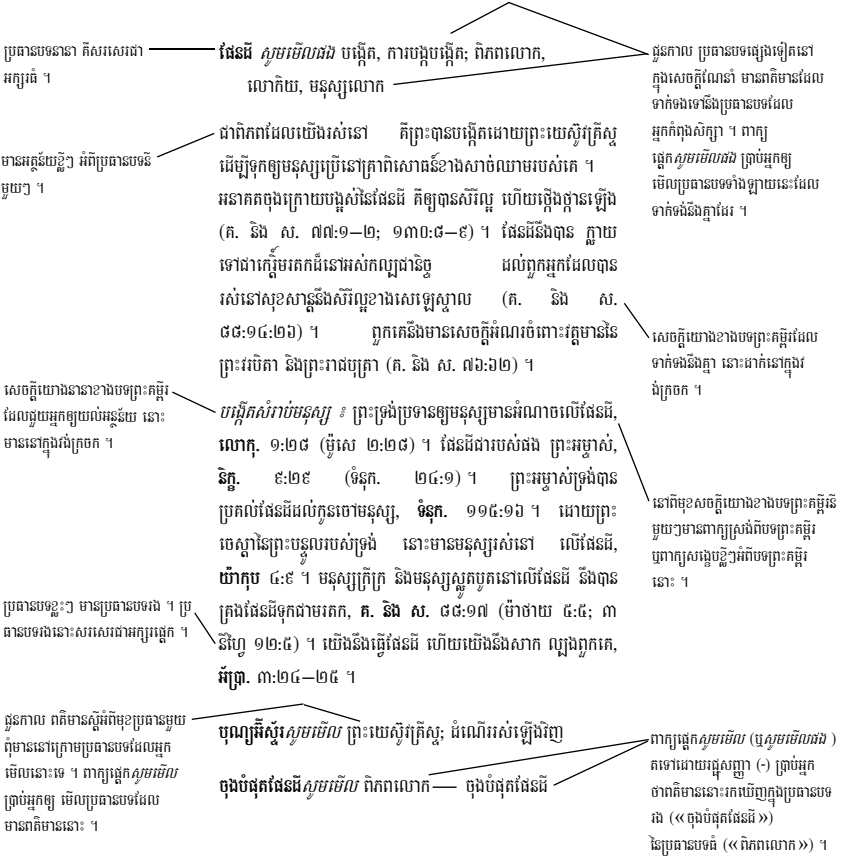 ប្រធានបទនានា គឺសរសេរជា
អក្សរធំ ។
មានអត្ថន័យខ្លីៗ អំពីប្រធានបទនី
មួយៗ ។
សេចក្ដីយោងនានាខាងបទព្រះគម្ពីរ
ដែលជួយអ្នកឲ្យយល់អត្ថន័យ នោះ
មាននៅក្នុងវង់ក្រចក ។
ប្រធានបទខ្លះៗ មានប្រធានបទរង ។ ប្រ
ធានបទរងនោះសរសេរជាអក្សរផ្ដេក ។
ជួនកាល ពត៌មានស្ដីអំពីមុខប្រធានមួយ
ពុំមាននៅក្រោមប្រធានបទដែលអ្នក
មើលនោះទេ ។ ពាក្យផ្ដេកសូមមើល
ប្រាប់អ្នកឲ្យ មើលប្រធានបទដែល
មានពត៌មាននោះ ។
ផែនដី សូមមើលផង បង្កើត, ការបង្កបង្កើត; ពិភពលោក,
លោកិយ, មនុស្សលោក
ជាពិភពដែលយើងរស់នៅ គឺព្រះបានបង្កើតដោយព្រះយេស៊ូវគ្រីស្ទ
ដើម្បីទុកឲ្យមនុស្សប្រើនៅគ្រាពិសោធន៍ខាងសាច់ឈាមរបស់គេ ។
អនាគតចុងក្រោយបង្អស់នៃផែនដី គឺឲ្យបានសិរីល្អ ហើយថ្កើងថ្កានឡើង
(គ. និង ស. ៧៧:១—២; ១៣០:៨—៩) ។ ផែនដីនឹងបាន ក្លាយ
ទៅជាកេរ្តិ៍មរតកដ៏នៅអស់កល្បជានិច្ច ដល់ពួកអ្នកដែលបាន
រស់នៅសុខសាន្តនឹងសិរីល្អខាងសេឡេស្ទាល (គ. និង ស.
៨៨:១៤:២៦) ។ ពួកគេនឹងមានសេចក្ដីអំណរចំពោះវត្តមាននៃ
ព្រះវរបិតា និងព្រះរាជបុត្រា (គ. និង ស. ៧៦:៦២) ។
បង្កើតសំរាប់មនុស្ស ៖ ព្រះទ្រង់ប្រទានឲ្យមនុស្សមានអំណាចលើផែនដី,
លោកុ. ១:២៨ (ម៉ូសេ ២:២៨) ។ ផែនដីជារបស់ផង ព្រះអម្ចាស់,
និក្ខ. ៩:២៩ (ទំនុក. ២៤:១) ។ ព្រះអម្ចាស់ទ្រង់បាន
ប្រគល់ផែនដីដល់កូនចៅមនុស្ស, ទំនុក. ១១៥:១៦ ។ ដោយព្រះ
ចេស្ដានៃព្រះបន្ទូលរបស់ទ្រង់ នោះមានមនុស្សរស់នៅ លើផែនដី,
យ៉ាកុប ៤:៩ ។ មនុស្សក្រីក្រ និងមនុស្សស្លូតបូតនៅលើផែនដី នឹងបាន
គ្រងផែនដីទុកជាមរតក, គ. និង ស. ៨៨:១៧ (ម៉ាថាយ ៥:៥; ៣
នីហ្វៃ ១២:៥) ។ យើងនឹងធ្វើផែនដី ហើយយើងនឹងសាក ល្បងពួកគេ,
អ័ប្រា. ៣:២៤—២៥ ។
បុណ្យអ៊ីស្ទ័រសូមមើល ព្រះយេស៊ូវគ្រីស្ទ; ដំណើររស់ឡើងវិញ
ចុងបំផុតផែនដីសូមមើល ពិភពលោក— ចុងបំផុតផែនដី
ជួនកាល ប្រធានបទផ្សេងទៀតនៅ
ក្នុងសេចក្ដីណែនាំ មានពត៌មានដែល
ទាក់ទងទៅនឹងប្រធានបទដែល
អ្នកកំពុងសិក្សា ។ ពាក្យ
ផ្ដេកសូមមើលផង ប្រាប់អ្នកឲ្យ
មើលប្រធានបទទាំងឡាយនេះដែល
ទាក់ទង់នឹងគ្នាដែរ ។
សេចក្ដីយោងខាងបទព្រះគម្ពីរដែល
ទាក់ទងនឹងគ្នា នោះដាក់នៅក្នុងវ
ង់ក្រចក ។
នៅពីមុខសចក្ដីយោងខាងបទព្រះគម្ពីរនី
មួយៗមានពាក្យស្រង់ពីបទព្រះគម្ពីរ
ឬពាក្យសង្ខេបខ្លីៗអំពីបទព្រះគម្ពីរ
នោះ ។
ពាក្យផ្ដេកសូមមើល (ឬសូមមើលផង )
តទៅដោយរជ្ជុសញ្ញា (-) ប្រាប់អ្នក
ថាពត៌មាននោះរកឃើញក្នុងប្រធានបទ
រង («ចុងបំផុតផែនដី»)
នៃប្រធានបទធំ («ពិភពលោក») ។